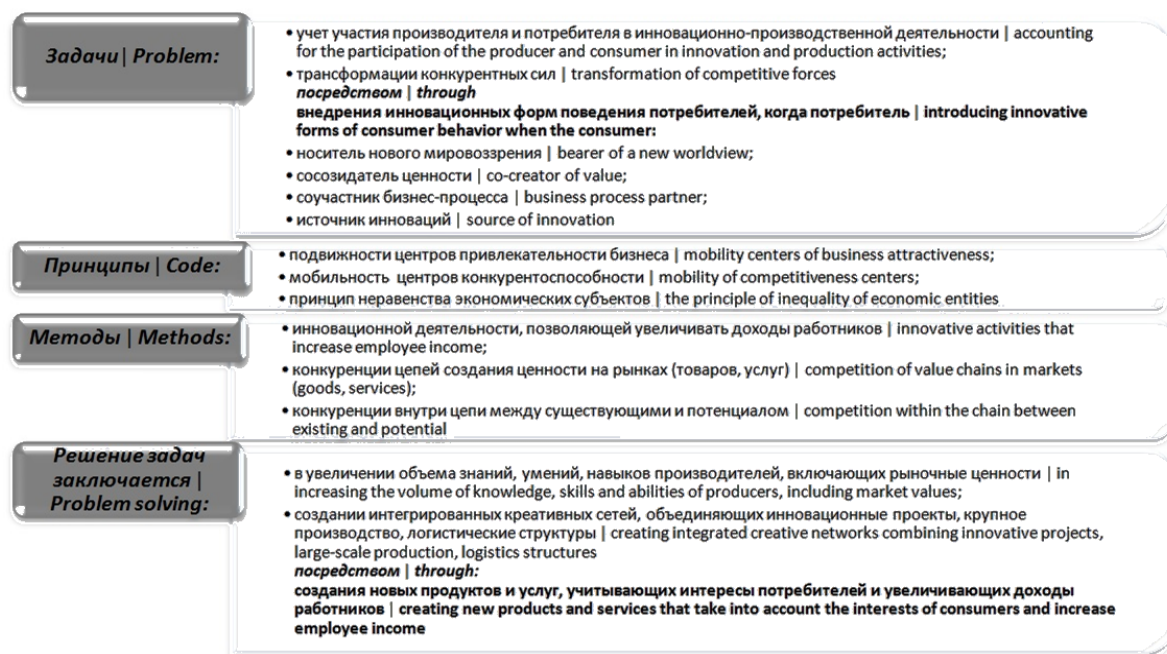 Задачи | Problem:
• учет участия производителя и потребителя в инновационно-производственной деятельности | accounting
for the participation of the producer and consumer in innovation and production activities;
• трансформации конкурентных сил | transformation of competitive forces
посредством | through
внедрения инновационных форм поведения потребителей, когда потребитель | introducing innovative
forms of consumer behavior when the consumer:
• носитель нового мировоззрения | bearer of a new worldview;
• сосозидатель ценности | co-creator of value;
• соучастник бизнес-процесса | business process partner;
• источник инноваций | source of innovation
Принципы | Code:
• подвижности центров привлекательности бизнеса | mobility centers of business attractiveness;
• мобильность центров конкурентоспособности | mobility of competitiveness centers;
• принцип неравенства экономических субъектов | the principle of inequality of economic entities
Методы | Methods:
• инновационной деятельности, позволяющей увеличивать доходы работников | innovative activities that
increase employee income;
• конкуренции цепей создания ценности на рынках (товаров, услуг) | competition of value chains in markets
(goods, services);
• конкуренции внутри цепи между существующими и потенциалом | competition within the chain between
existing and potential
Решение задач
заключается |
Problem solving:
• в увеличении объема знаний, умений, навыков производителей, включающих рыночные ценности | in
increasing the volume of knowledge, skills and abilities of producers, including market values;
• создании интегрированных креативных сетей, объединяющих инновационные проекты, крупное
производство, логистические структуры | creating integrated creative networks combining innovative projects,
large-scale production, logistics structures
посредством | through:
создания новых продуктов и услуг, учитывающих интересы потребителей и увеличивающих доходы
работников | creating new products and services that take into account the interests of consumers and increase
employee income